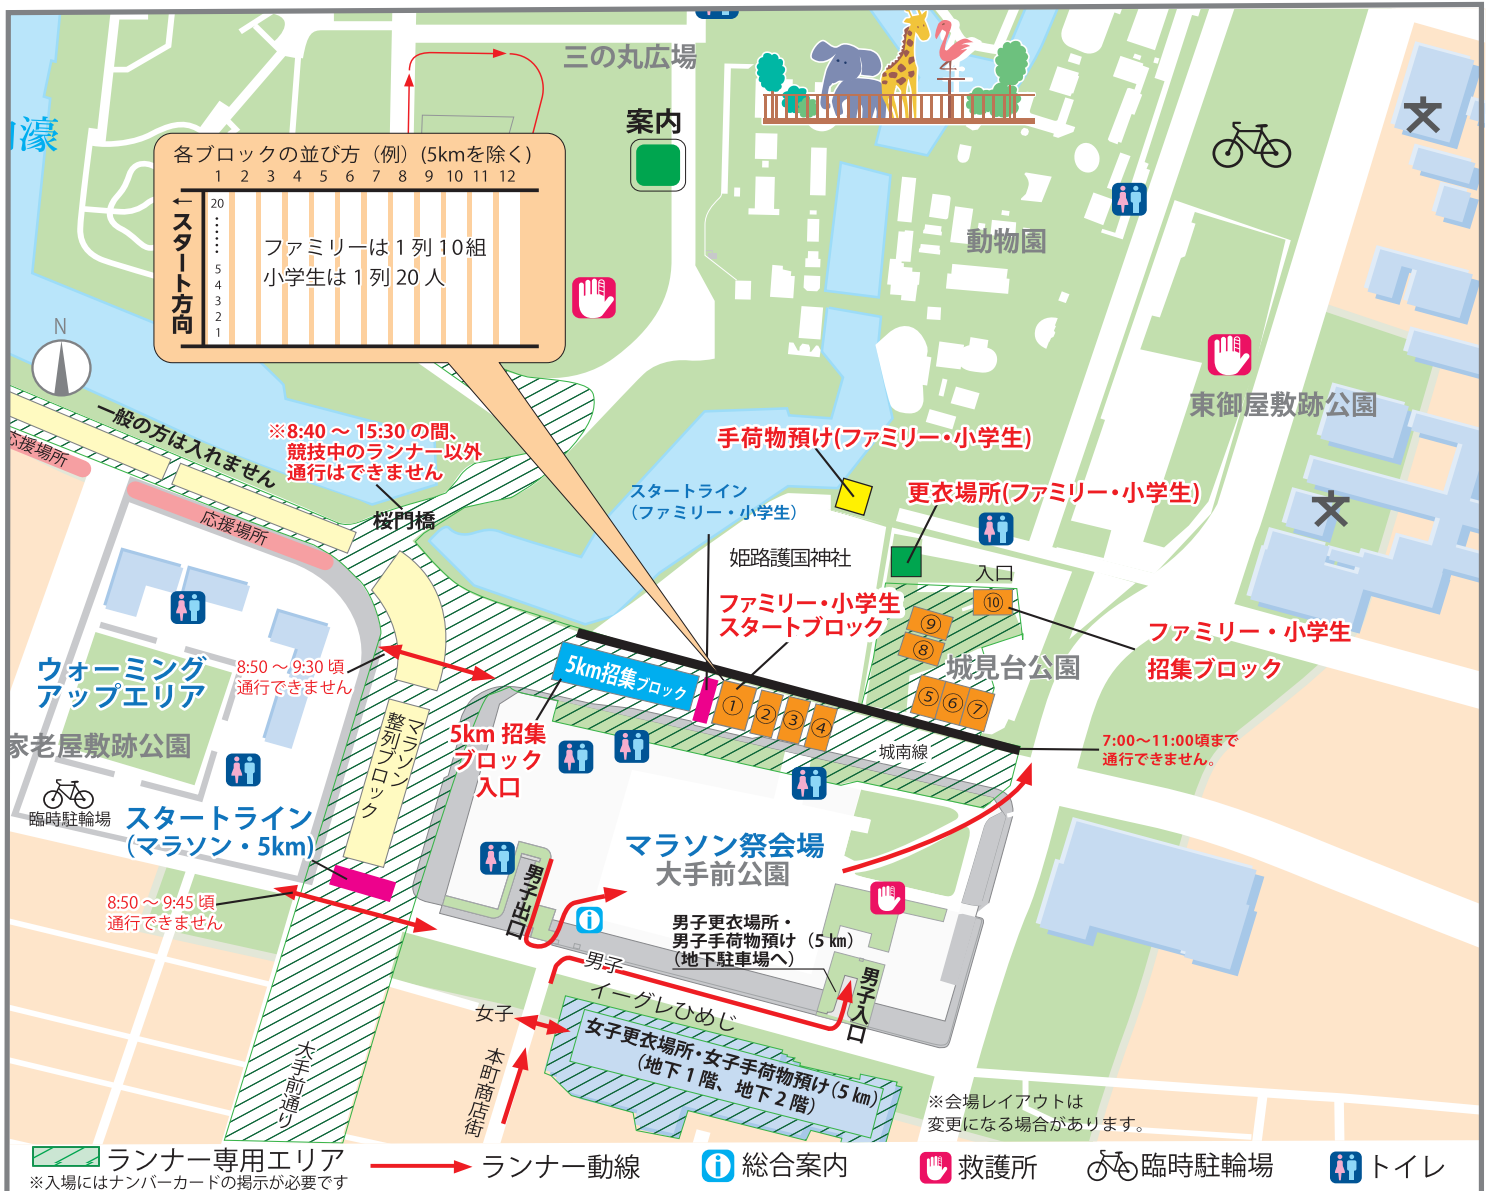 三の丸広場
案内
濠
各ブロックの並び方（例）(5kmを除く)
1 2 3 4 5 6 7 8 9 10 11 12
←スタート方向
20
5
4
3
2
1
ファミリーは1列10組
小学生は1列20人
動物園
文
N
東御屋敷跡公園
文
一般の方は入れません
応援場所
応援場所
※8:40～15:30の間、
競技中のランナー以外
通行はできません
桜門橋
手荷物預け(ファミリー・小学生)
スタートライン
（ファミリー・小学生）
更衣場所(ファミリー・小学生)
姫路護国神社
入口
ファミリー・小学生
スタートブロック
⑩
⑨
⑧
⑤⑥⑦
城見台公園
ファミリー・小学生
招集ブロック
ウォーミング
アップエリア
8:50～9:30頃
通行できません
5km招集ブロック
①
②
③
④
家老屋敷跡公園
マラソン
整列ブロック
5km 招集
ブロック
入口
城南線
7:00～11:00頃まで
通行できません。
臨時駐輪場
スタートライン
(マラソン・5km)
マラソン祭会場
大手前公園
8:50～9:45頃
通行できません
男子出口
男子更衣場所・
男子手荷物預け（5㎞）
（地下駐車場へ）
男子
男子入口
イーグレひめじ
女子
女子更衣場所・女子手荷物預け（5㎞）
（地下1階、地下2階）
本町商店街
大手前通り
※会場レイアウトは
変更になる場合があります。
ランナー専用エリア
※入場にはナンバーカードの掲示が必要です
ランナー動線
総合案内
救護所
臨時駐輪場
トイレ